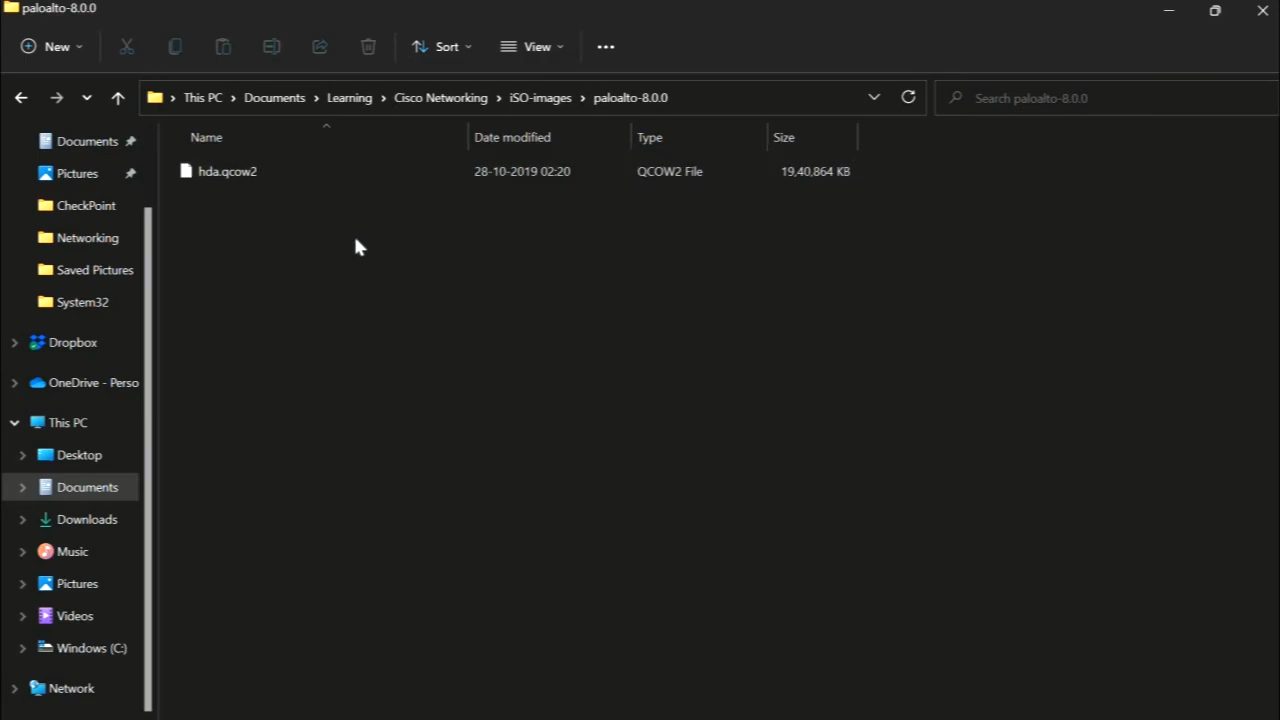 paloalto-8.0.0
New
Sort
View
This PC > Documents > Learning > Cisco Networking > iSO-images > paloalto-8.0.0
Search paloalto-8.0.0
Name Date modified Type Size
hda.qcow2 28-10-2019 02:20 QCOW2 File 19,40,864 KB
Documents
Pictures
CheckPoint
Networking
Saved Pictures
System32
Dropbox
OneDrive - Perso
This PC
Desktop
Documents
Downloads
Music
Pictures
Videos
Windows (C:)
Network